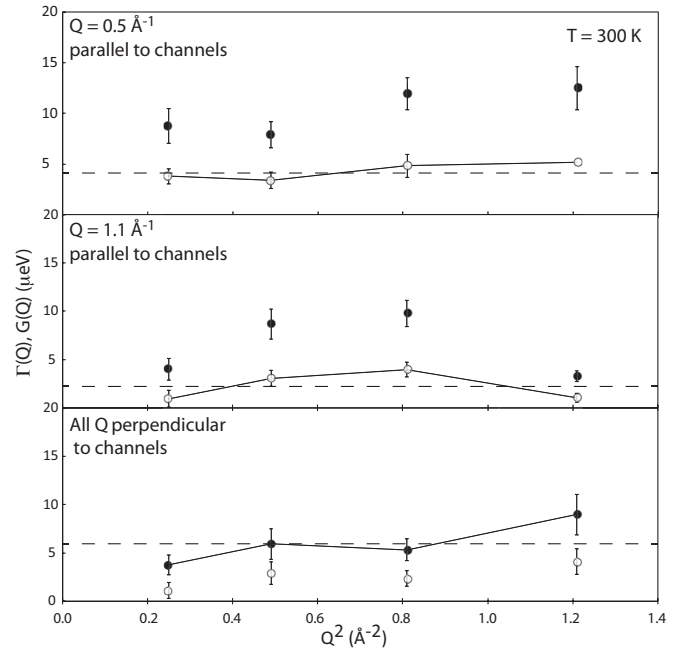 20
Q = 0.5 Å⁻¹
parallel to channels
T = 300 K
15
10
5
20
Q = 1.1 Å⁻¹
parallel to channels
15
10
5
20
All Q perpendicular
to channels
15
10
5
0
Γ(Q), G(Q) (μeV)
0.0 0.2 0.4 0.6 0.8 1.0 1.2 1.4
Q² (Å⁻²)